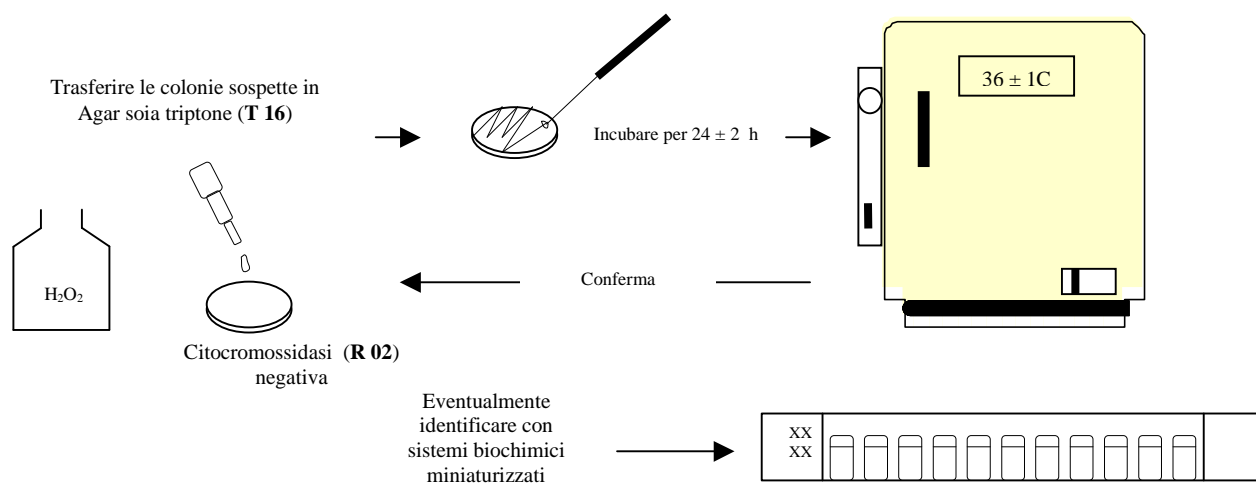 Trasferire le colonie sospette in
Agar soia triptone (T 16)
Incubare per 24 ± 2 h
36 ± 1C
Conferma
H₂O₂
Citocromossidasi (R 02)
negativa
Eventualmente
identificare con
sistemi biochimici
miniaturizzati
XX
XX